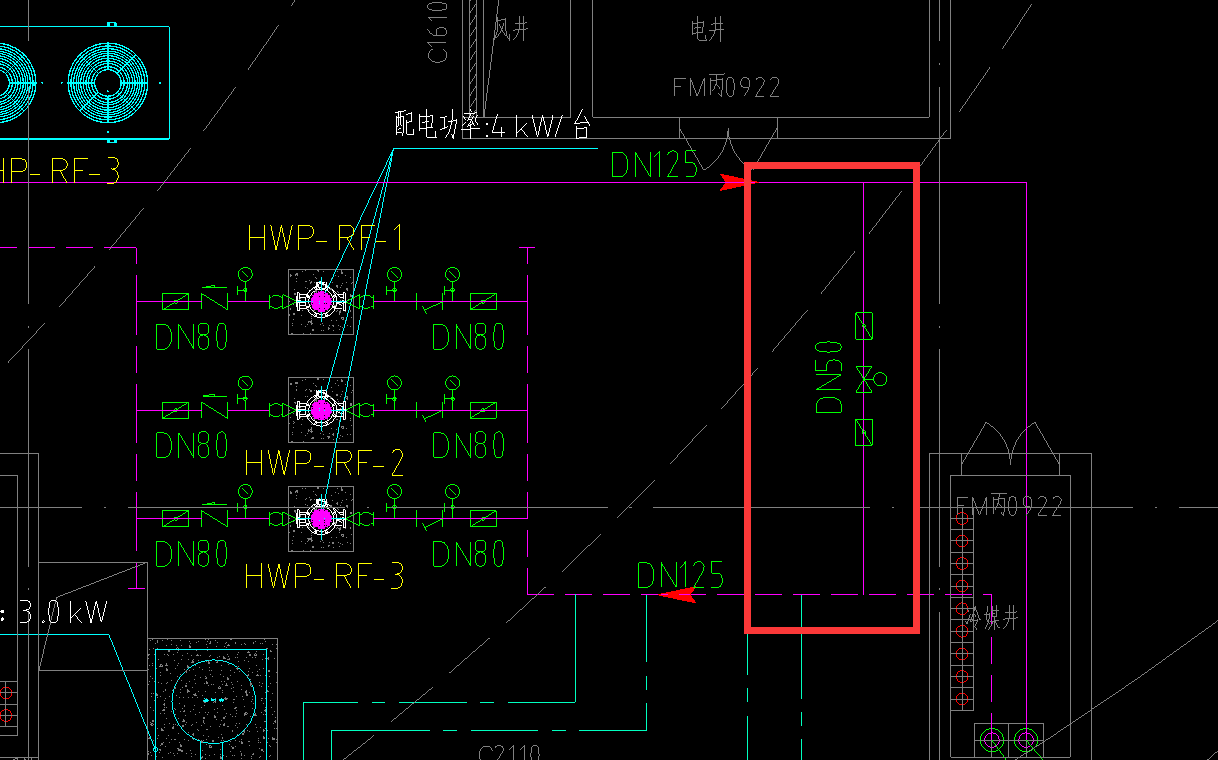 C1610
风井
电井
FM丙0922
配电功率:4kW/台
DN125
HP-RF-3
HWP-RF-1
DN80
DN80
DN50
DN80
DN80
HWP-RF-2
FM丙0922
DN80
DN80
HWP-RF-3
DN125
: 3.0kW
冷媒井
C2110